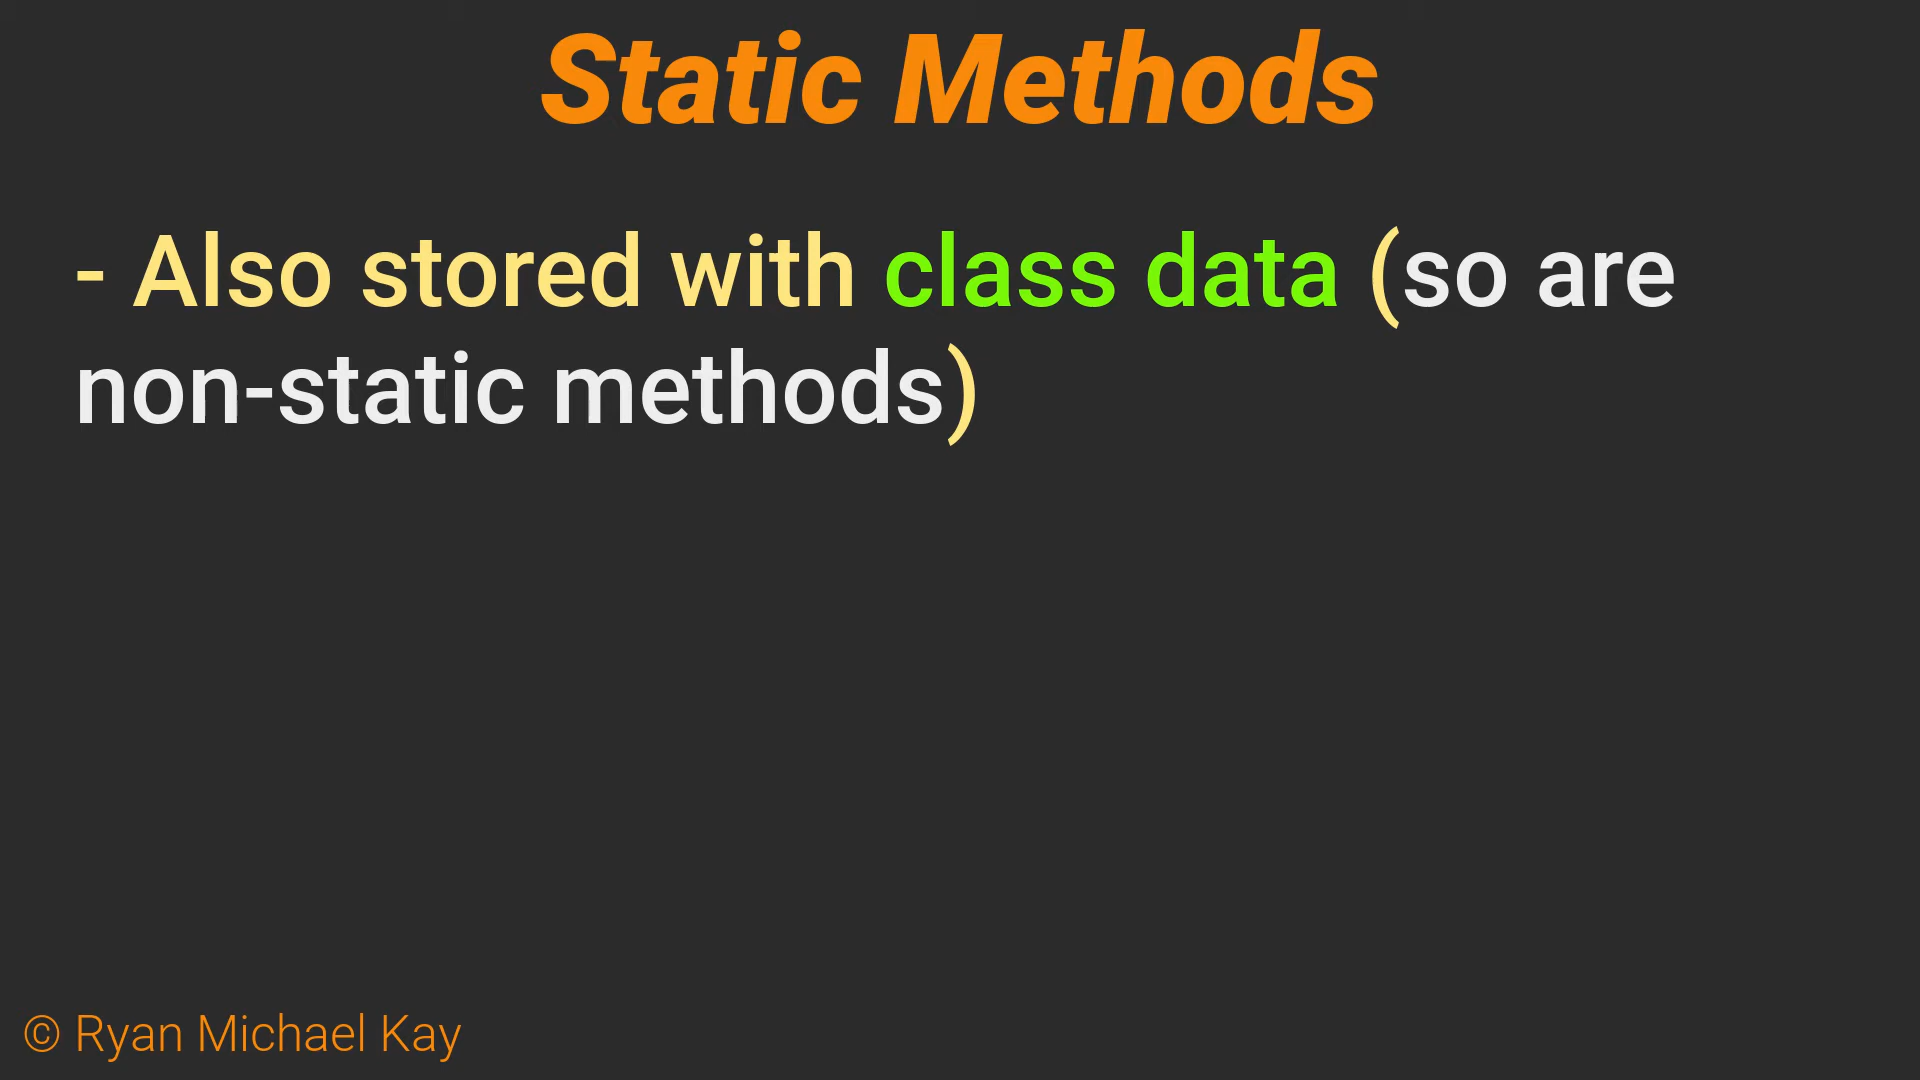 Static Methods
- Also stored with class data (so are
non-static methods)
© Ryan Michael Kay